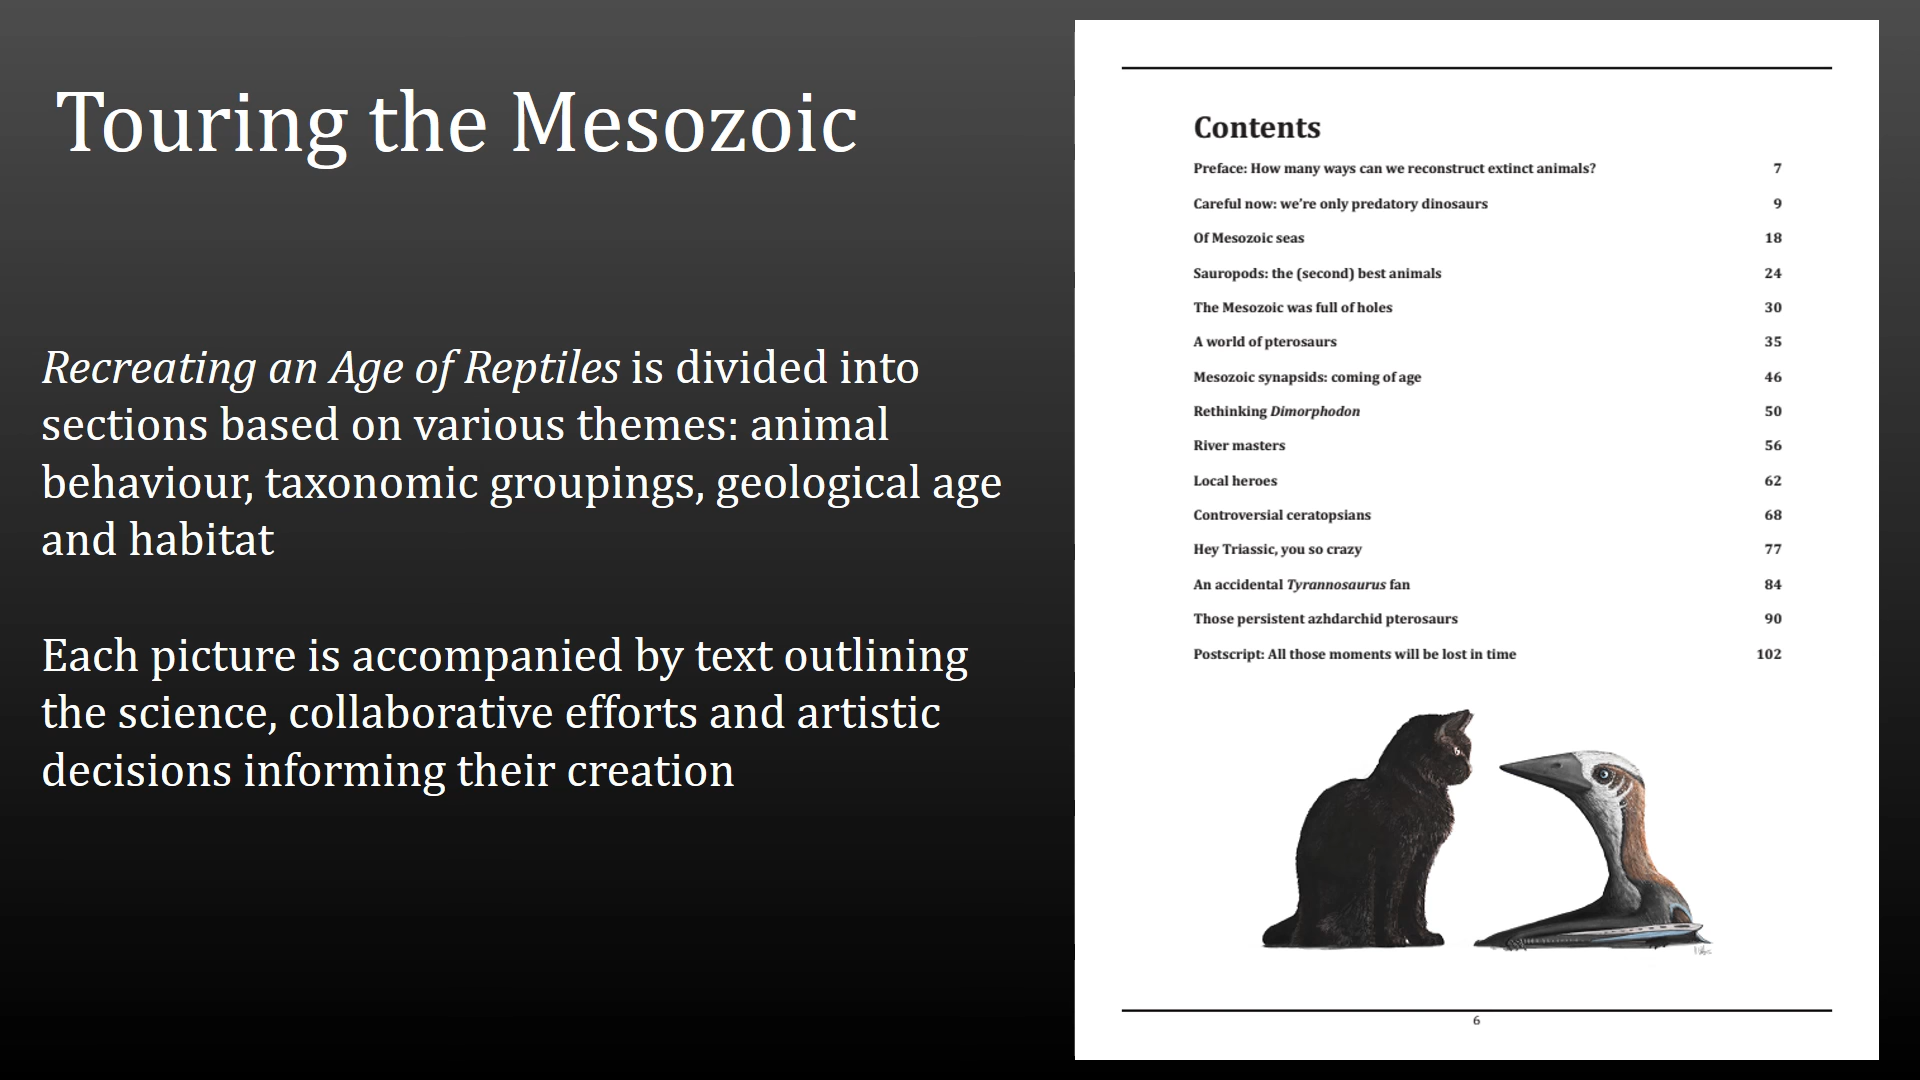 Touring the Mesozoic
Recreating an Age of Reptiles is divided into
sections based on various themes: animal
behaviour, taxonomic groupings, geological age
and habitat
Each picture is accompanied by text outlining
the science, collaborative efforts and artistic
decisions informing their creation
Contents
Preface: How many ways can we reconstruct extinct animals? 7
Careful now: we’re only predatory dinosaurs 9
Of Mesozoic seas 18
Sauropods: the (second) best animals 24
The Mesozoic was full of holes 30
A world of pterosaurs 35
Mesozoic synapsids: coming of age 46
Rethinking Dimorphodon 50
River masters 56
Local heroes 62
Controversial ceratopsians 68
Hey Triassic, you so crazy 77
An accidental Tyrannosaurus fan 84
Those persistent azhdarchid pterosaurs 90
Postscript: All those moments will be lost in time 102
6